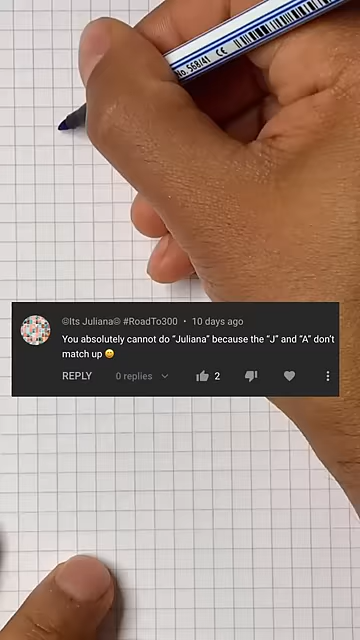 No 568/41 CE
☺Its Juliana☺ #RoadTo300 • 10 days ago
You absolutely cannot do “Juliana” because the “J” and “A” don’t
match up 😁
REPLY 0 replies 2